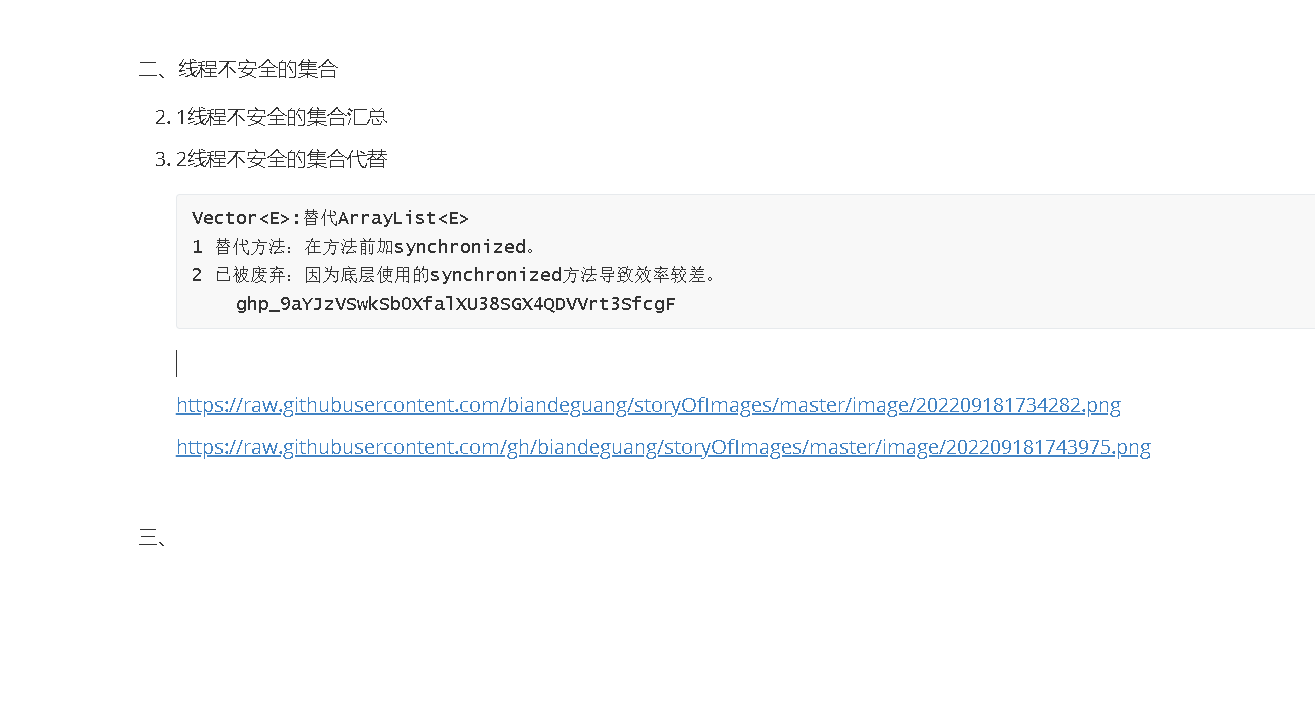 二、线程不安全的集合
2. 1线程不安全的集合汇总
3. 2线程不安全的集合代替
Vector<E>:替代ArrayList<E>
1 替代方法：在方法前加synchronized。
2 已被废弃：因为底层使用的synchronized方法导致效率较差。
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
https://raw.githubusercontent.com/biandeguang/storyOfImages/master/image/202209181734282.png
https://raw.githubusercontent.com/gh/biandeguang/storyOfImages/master/image/202209181743975.png
三、